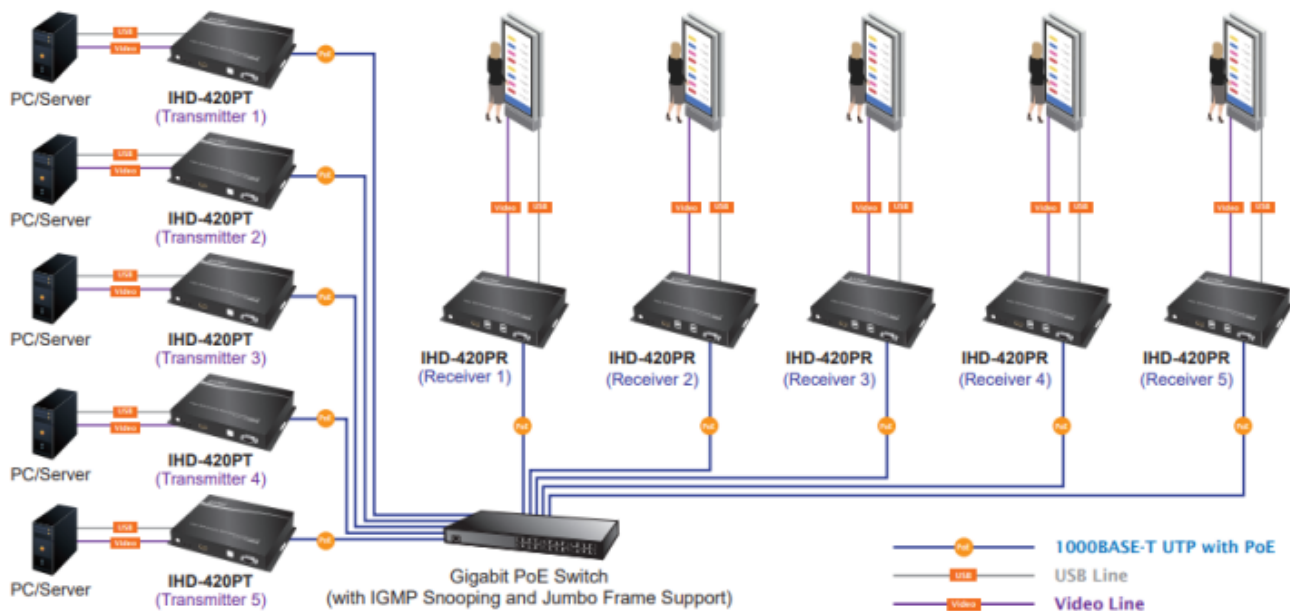 USB
Video
PC/Server
IHD-420PT
(Transmitter 1)
PoE
USB
Video
PC/Server
IHD-420PT
(Transmitter 2)
PoE
USB
Video
PC/Server
IHD-420PT
(Transmitter 3)
PoE
USB
Video
PC/Server
IHD-420PT
(Transmitter 4)
PoE
USB
Video
PC/Server
IHD-420PT
(Transmitter 5)
PoE
Video USB
IHD-420PR
(Receiver 1)
PoE
Video USB
IHD-420PR
(Receiver 2)
PoE
Video USB
IHD-420PR
(Receiver 3)
PoE
Video USB
IHD-420PR
(Receiver 4)
PoE
Video USB
IHD-420PR
(Receiver 5)
PoE
Gigabit PoE Switch
(with IGMP Snooping and Jumbo Frame Support)
PoE 1000BASE-T UTP with PoE
USB USB Line
Video Video Line